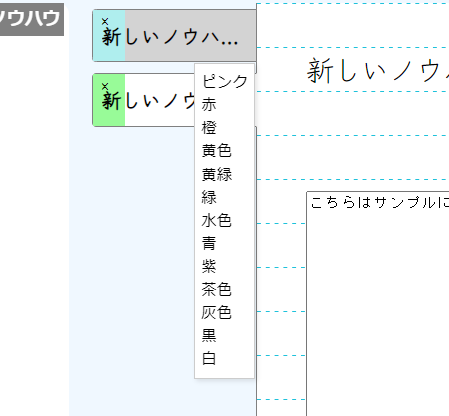 ノウハウ
×
新しいノウハ...
×
新しいノウ
ピンク
赤
橙
黄色
黄緑
緑
水色
青
紫
茶色
灰色
黒
白
新しいノウハ
こちらはサンプルに